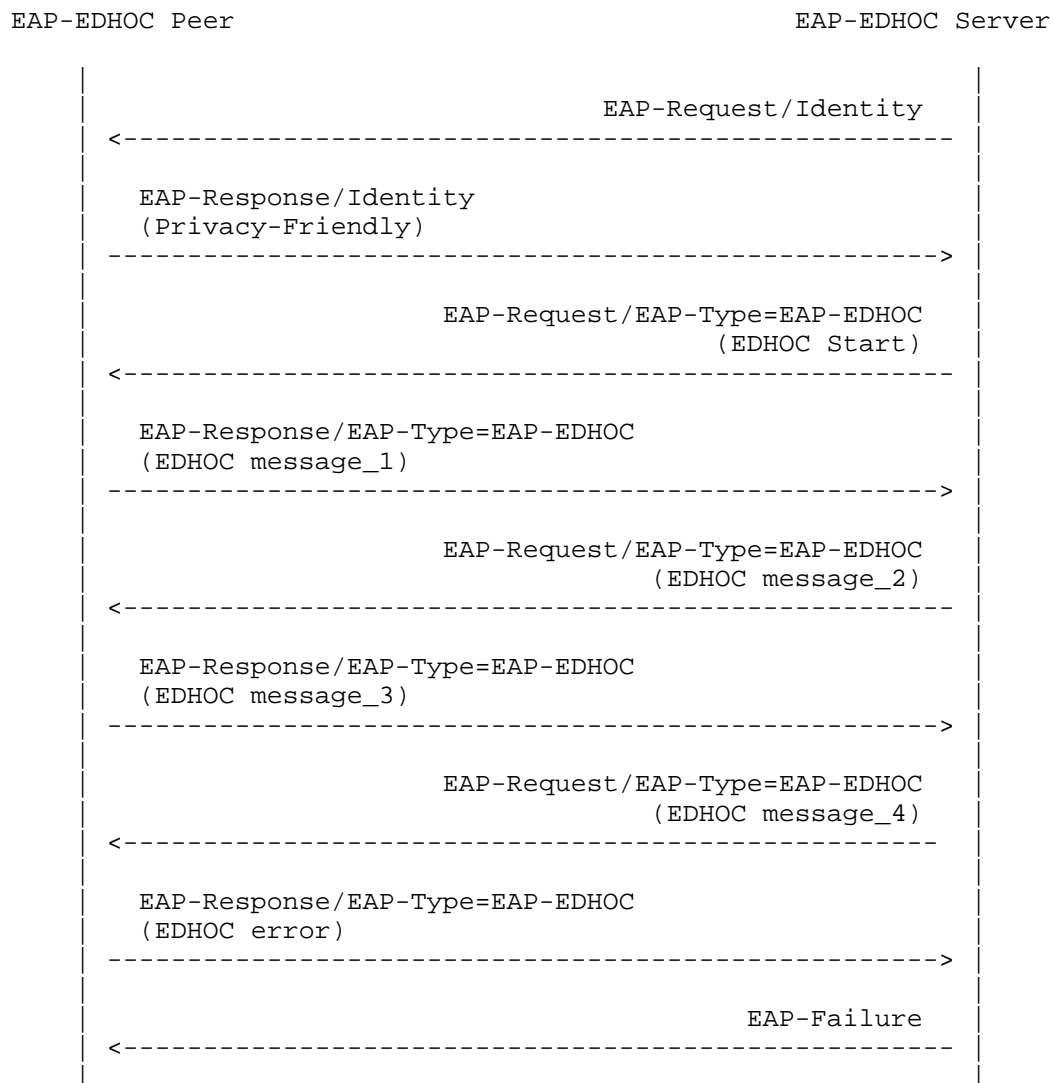 EAP-EDHOC Peer EAP-EDHOC Server
EAP-Request/Identity
EAP-Response/Identity
(Privacy-Friendly)
EAP-Request/EAP-Type=EAP-EDHOC
(EDHOC Start)
EAP-Response/EAP-Type=EAP-EDHOC
(EDHOC message_1)
EAP-Request/EAP-Type=EAP-EDHOC
(EDHOC message_2)
EAP-Response/EAP-Type=EAP-EDHOC
(EDHOC message_3)
EAP-Request/EAP-Type=EAP-EDHOC
(EDHOC message_4)
EAP-Response/EAP-Type=EAP-EDHOC
(EDHOC error)
EAP-Failure